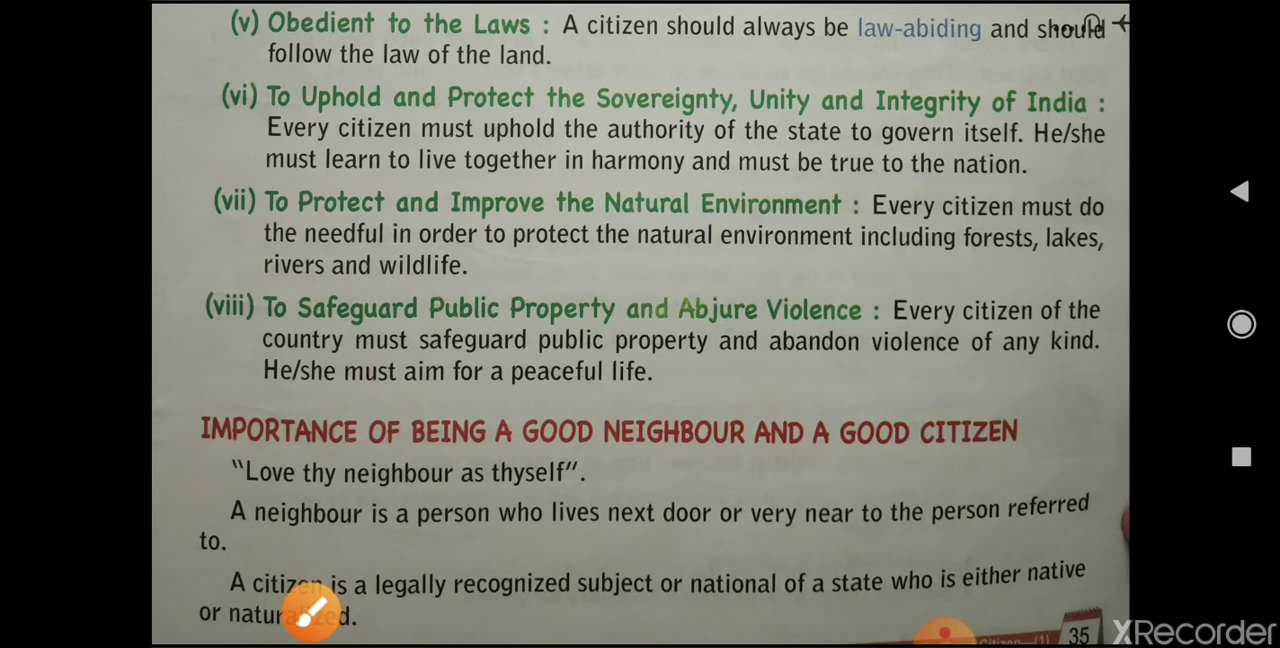 (v) Obedient to the Laws : A citizen should always be law-abiding and should
follow the law of the land.
(vi) To Uphold and Protect the Sovereignty, Unity and Integrity of India :
Every citizen must uphold the authority of the state to govern itself. He/she
must learn to live together in harmony and must be true to the nation.
(vii) To Protect and Improve the Natural Environment : Every citizen must do
the needful in order to protect the natural environment including forests, lakes,
rivers and wildlife.
(viii) To Safeguard Public Property and Abjure Violence : Every citizen of the
country must safeguard public property and abandon violence of any kind.
He/she must aim for a peaceful life.
IMPORTANCE OF BEING A GOOD NEIGHBOUR AND A GOOD CITIZEN
"Love thy neighbour as thyself".
A neighbour is a person who lives next door or very near to the person referred
to.
A citizen is a legally recognized subject or national of a state who is either native
or naturalized.
Citizen—(1) 35
XRecorder